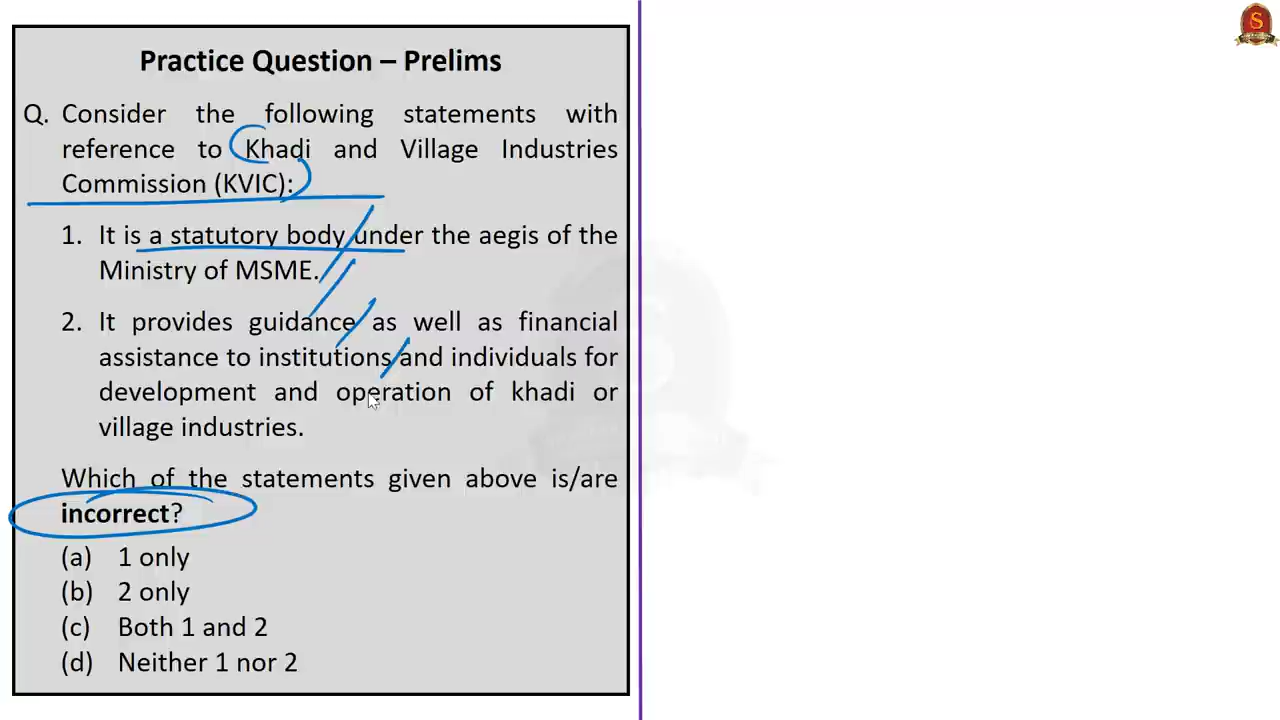 Practice Question – Prelims
Q. Consider the following statements with
reference to Khadi and Village Industries
Commission (KVIC):
1. It is a statutory body under the aegis of the
Ministry of MSME.
2. It provides guidance as well as financial
assistance to institutions and individuals for
development and operation of khadi or
village industries.
Which of the statements given above is/are
incorrect?
(a) 1 only
(b) 2 only
(c) Both 1 and 2
(d) Neither 1 nor 2
S